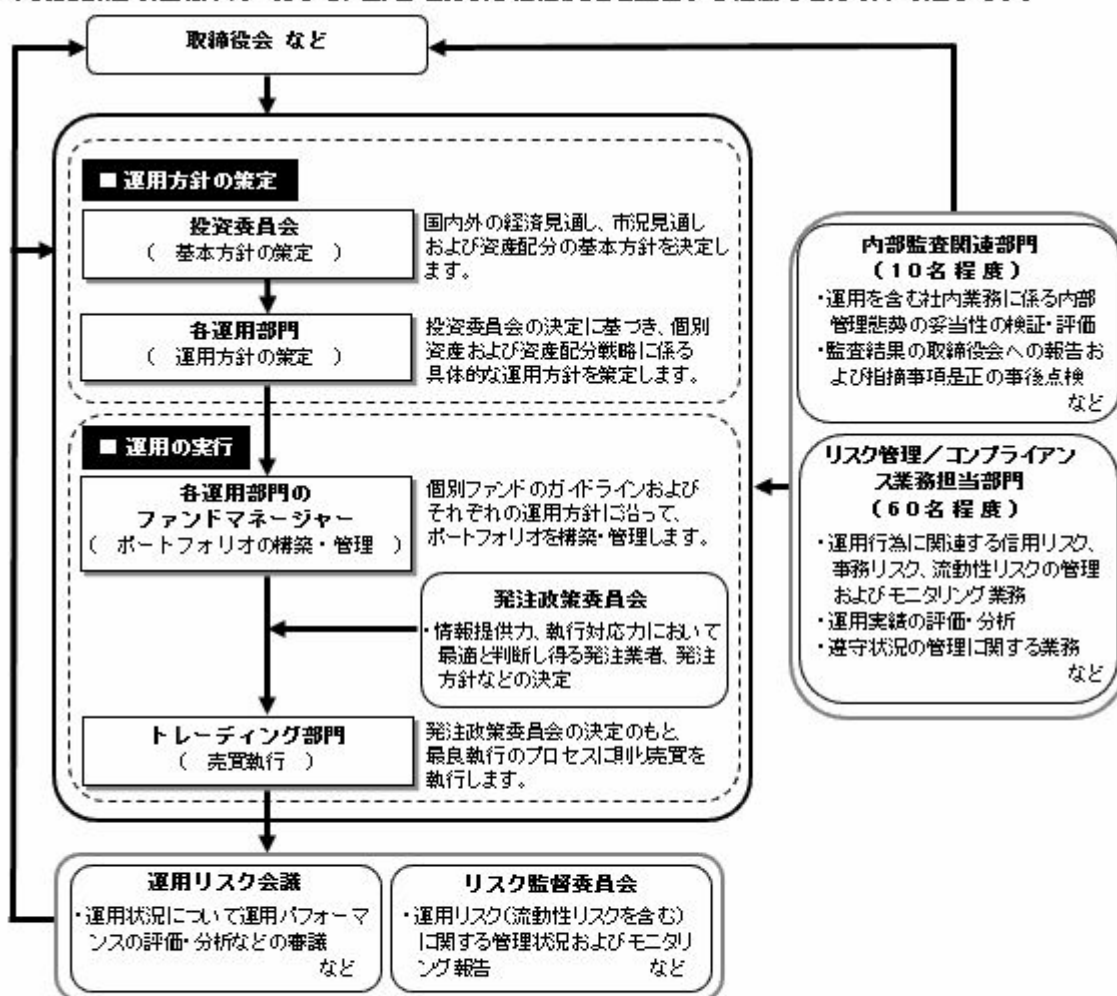 取締役会 など
■ 運用方針の策定
投資委員会
( 基本方針の策定 )
国内外の経済見通し、市況見通し
および資産配分の基本方針を決定し
ます。
各運用部門
( 運用方針の策定 )
投資委員会の決定に基づき、個別
資産および資産配分戦略に係る
具体的な運用方針を策定します。
■ 運用の実行
各運用部門の
ファンドマネージャー
( ポートフォリオの構築・管理 )
個別ファンドのガイドラインおよび
それぞれの運用方針に沿って、
ポートフォリオを構築・管理します。
発注政策委員会
・情報提供力、執行対応力において
最適と判断し得る発注業者、発注
方針などの決定
トレーディング部門
( 売買執行 )
発注政策委員会の決定のもと、
最良執行のプロセスに則り売買を
執行します。
内部監査関連部門
(10名程度)
・運用を含む社内業務に係る内部
管理態勢の妥当性の検証・評価
・監査結果の取締役会への報告お
よび指摘事項是正の事後点検
など
リスク管理/コンプライアン
ス業務担当部門
(60名程度)
・運用行為に関連する信用リスク、
事務リスク、流動性リスクの管理
およびモニタリング業務
・運用実績の評価・分析
・遵守状況の管理に関する業務
など
運用リスク会議
・運用状況について運用パフォーマ
ンスの評価・分析などの審議
など
リスク監督委員会
・運用リスク(流動性リスクを含む)
に関する管理状況およびモニタリ
ング報告 など